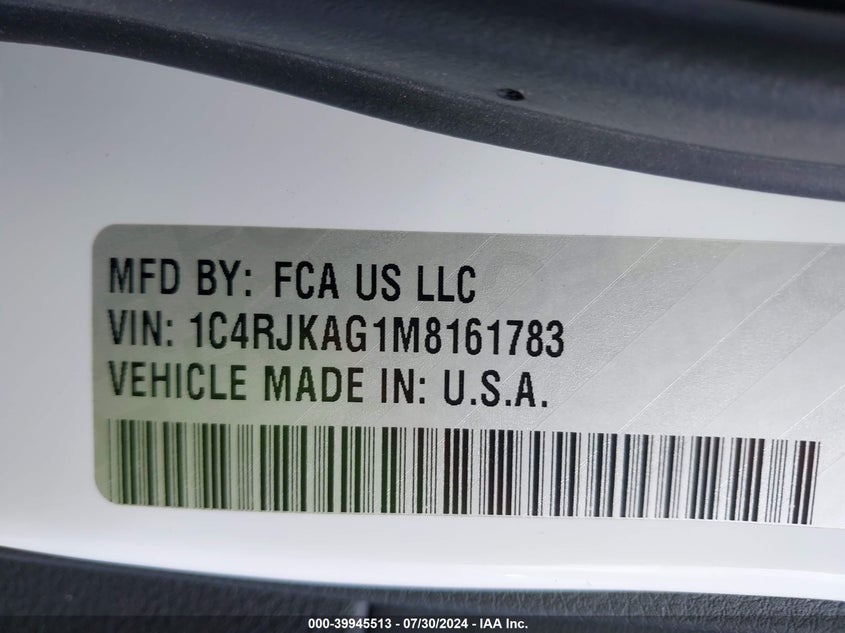 MFD BY: FCA US LLC
VIN: 1C4RJKAG1M8161783
VEHICLE MADE IN: U.S.A.
000-39945513 - 07/30/2024 - IAA Inc.